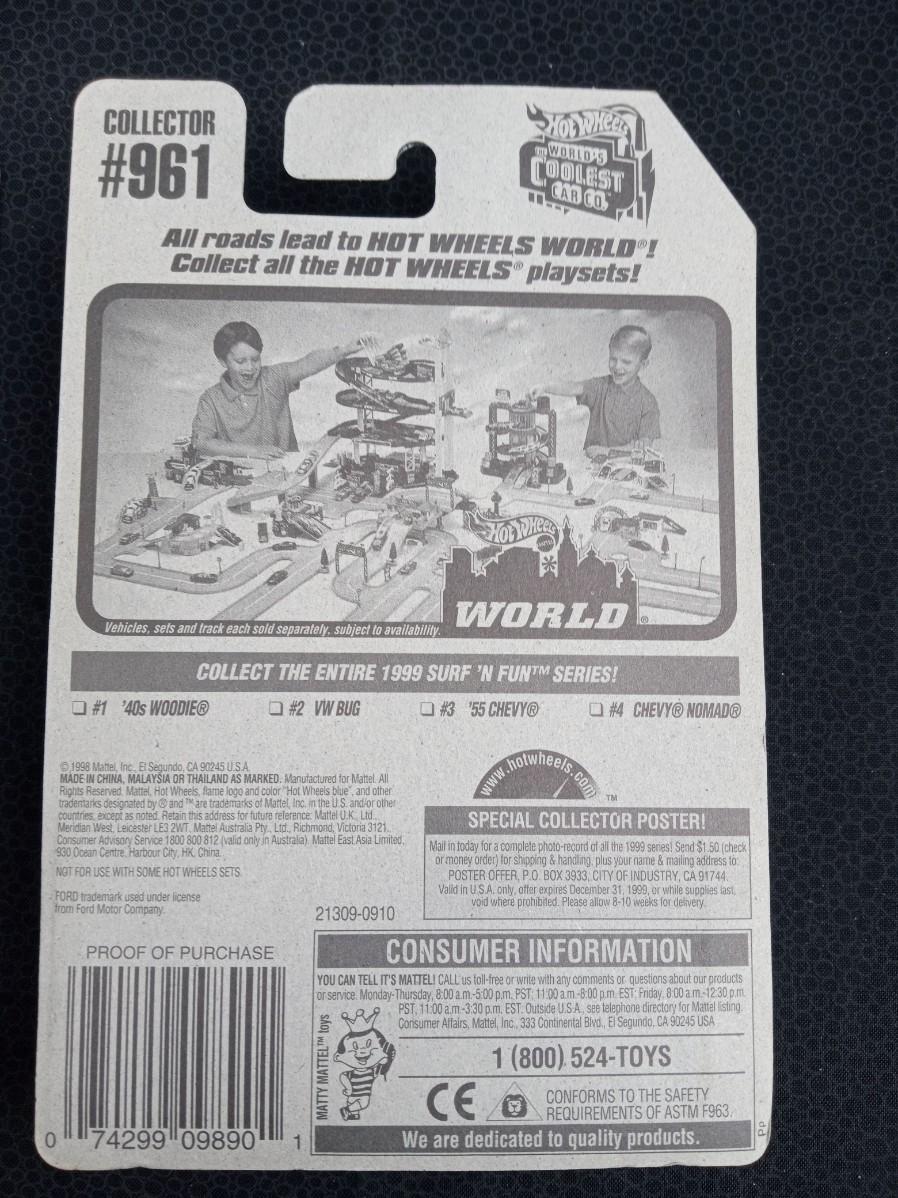 COLLECTOR
#961
HOT WHEELS
THE WORLD'S
COOLEST
CAR CO.™
All roads lead to HOT WHEELS WORLD®!
Collect all the HOT WHEELS® playsets!
HOT WHEELS
MATTEL
WORLD®
Vehicles, sets and track each sold separately, subject to availability.
COLLECT THE ENTIRE 1999 SURF 'N FUN™ SERIES!
#1 '40s WOODIE® #2 VW BUG #3 '55 CHEVY® #4 CHEVY® NOMAD®
© 1998 Mattel, Inc., El Segundo, CA 90245 U.S.A.
MADE IN CHINA, MALAYSIA OR THAILAND AS MARKED. Manufactured for Mattel. All
Rights Reserved. Mattel, Hot Wheels, flame logo and color "Hot Wheels blue", and other
trademarks designated by ® and ™ are trademarks of Mattel, Inc. in the U.S. and/or other
countries, except as noted. Retain this address for future reference: Mattel U.K., Ltd.,
Meridian West, Leicester LE3 2WT. Mattel Australia Pty., Ltd., Richmond, Victoria 3121.
Consumer Advisory Service 1800 800 812 (valid only in Australia). Mattel East Asia Limited,
930 Ocean Centre, Harbour City, HK, China.
NOT FOR USE WITH SOME HOT WHEELS SETS.
FORD trademark used under license
from Ford Motor Company.
21309-0910
www.hotwheels.com
™
SPECIAL COLLECTOR POSTER!
Mail in today for a complete photo-record of all the 1999 series! Send $1.50 (check
or money order) for shipping & handling, plus your name & mailing address to:
POSTER OFFER, P.O. BOX 3933, CITY OF INDUSTRY, CA 91744.
Valid in U.S.A. only, offer expires December 31, 1999, or while supplies last,
void where prohibited. Please allow 8-10 weeks for delivery.
PROOF OF PURCHASE
0 74299 09890 1
CONSUMER INFORMATION
YOU CAN TELL IT'S MATTEL! CALL us toll-free or write with any comments or questions about our products
or service. Monday-Thursday, 8:00 a.m.-5:00 p.m. PST; 11:00 a.m.-8:00 p.m. EST; Friday, 8:00 a.m.-12:30 p.m.
PST, 11:00 a.m.-3:30 p.m. EST. Outside U.S.A., see telephone directory for Mattel listing.
Consumer Affairs, Mattel, Inc., 333 Continental Blvd., El Segundo, CA 90245 USA
MATTY MATTEL™ toys
1 (800) 524-TOYS
CE
CONFORMS TO THE SAFETY
REQUIREMENTS OF ASTM F963.
We are dedicated to quality products.
Pp